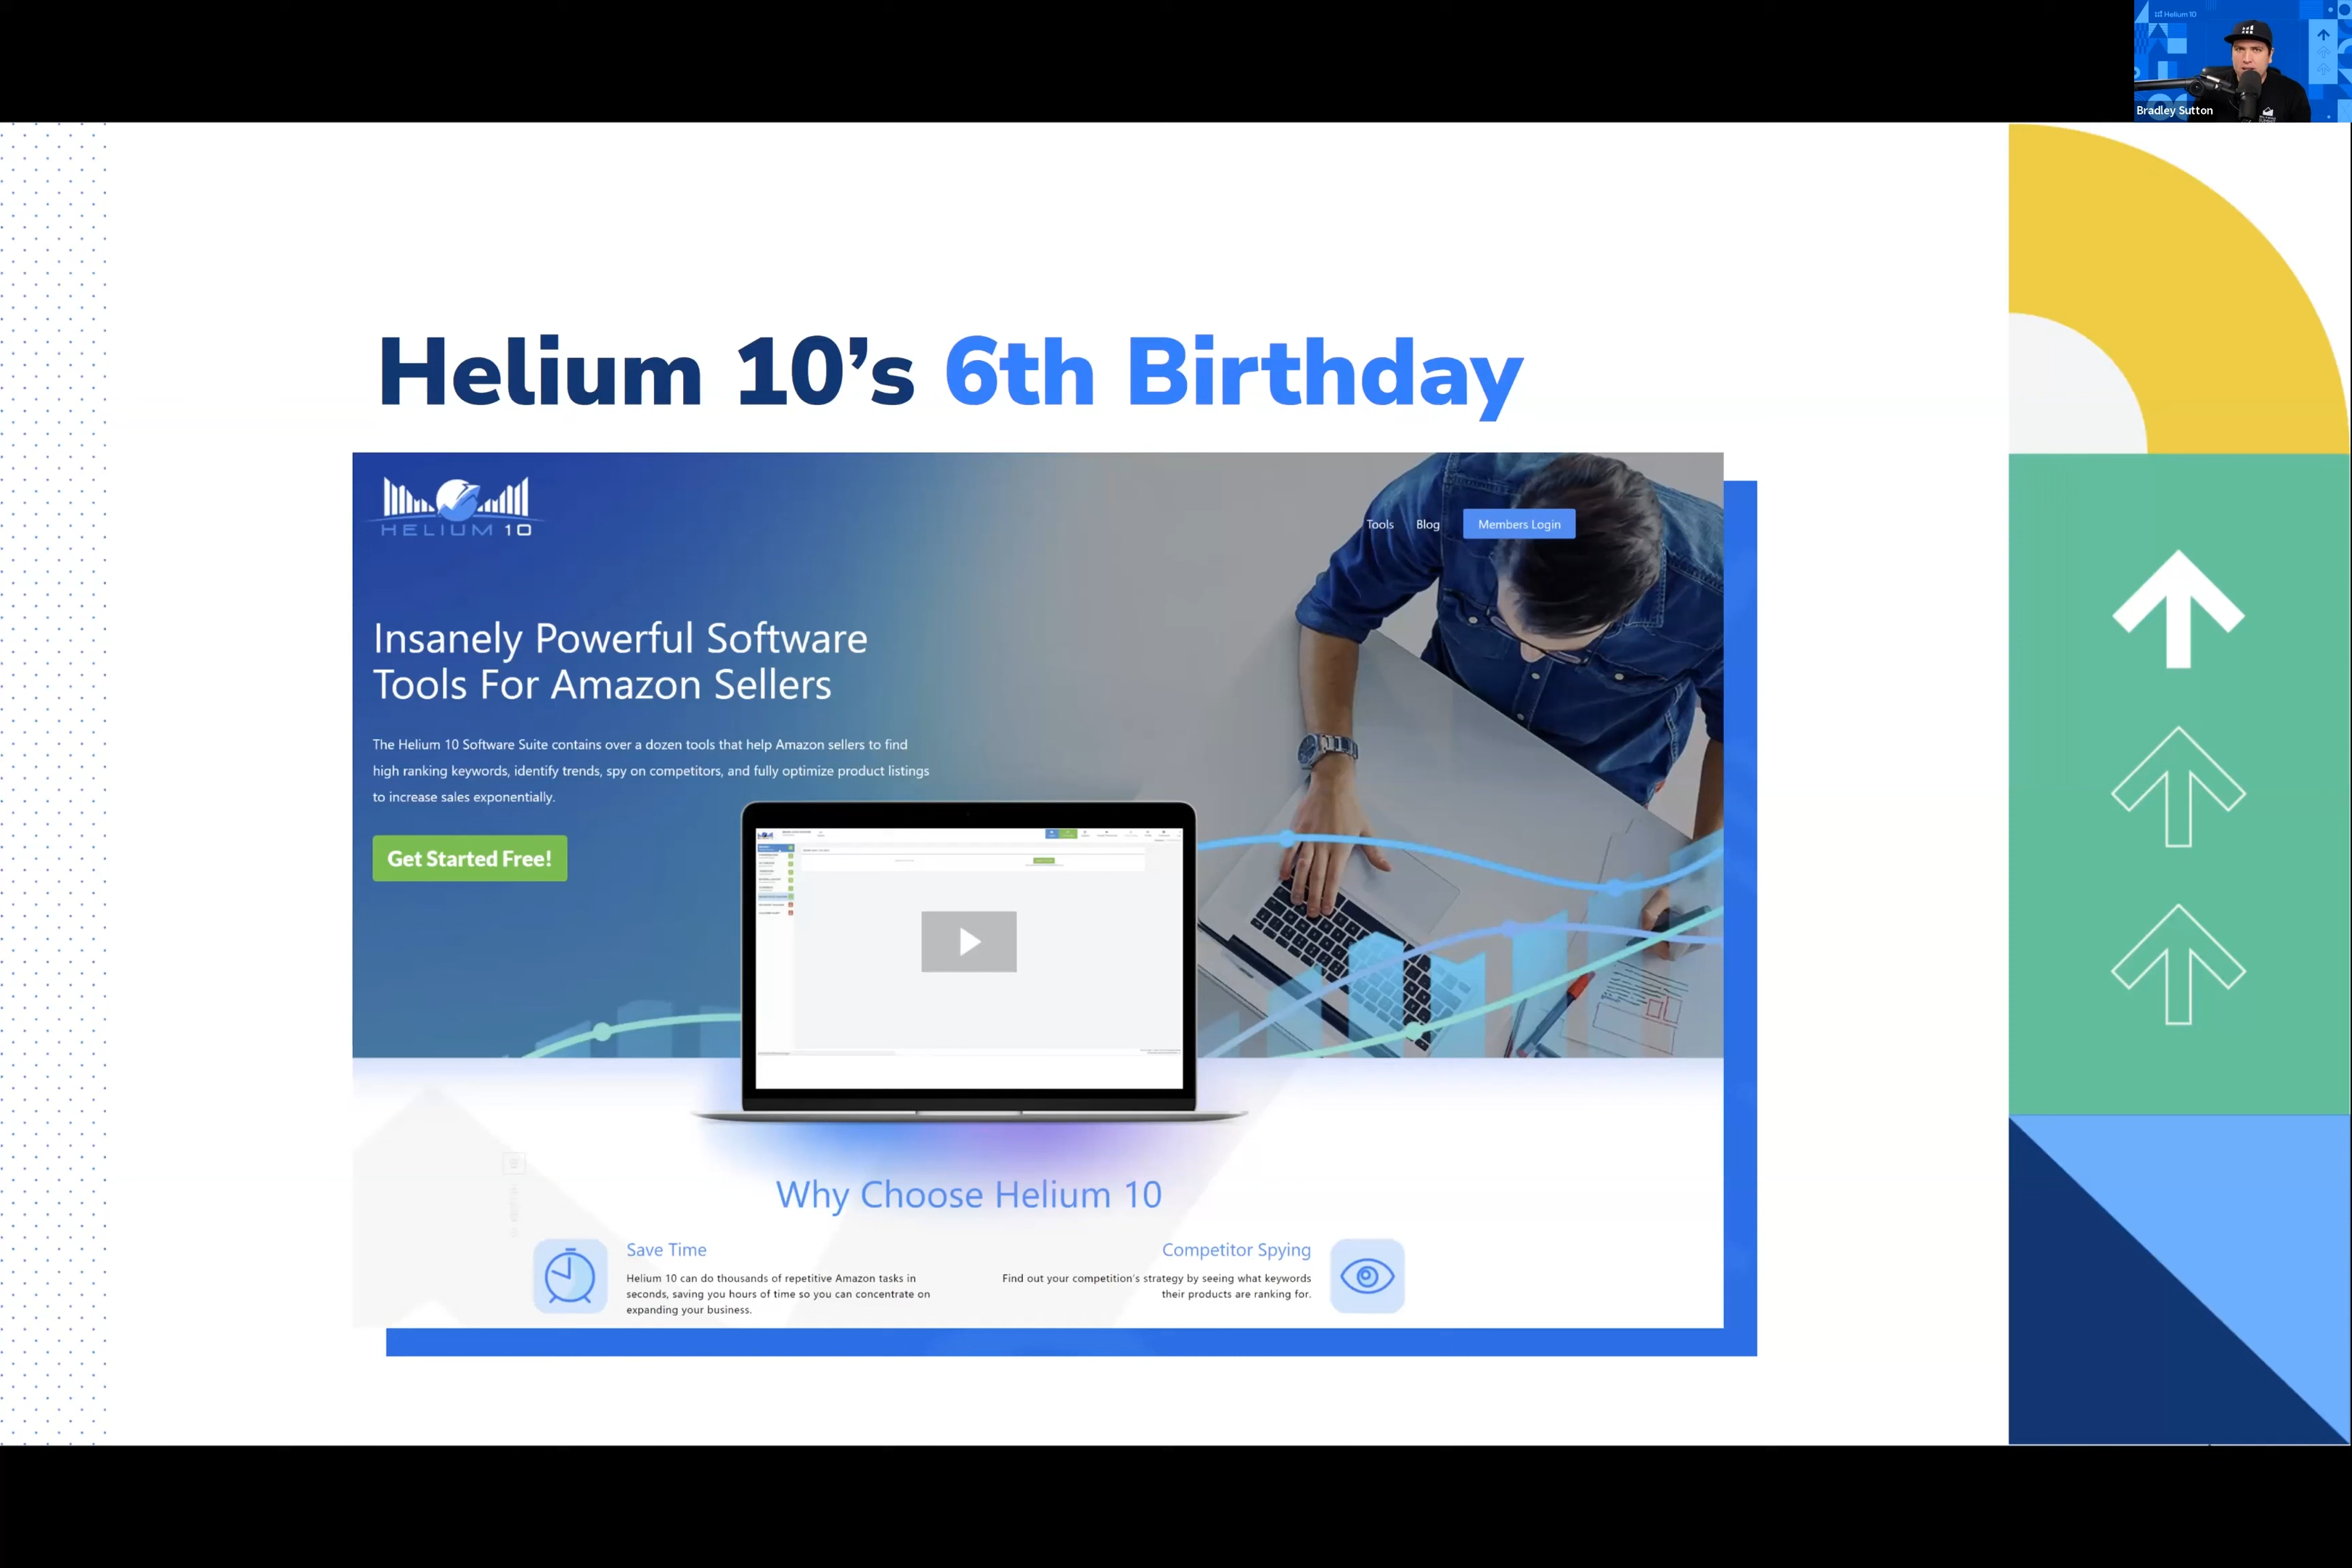 Helium 10
Bradley Sutton
Helium 10’s 6th Birthday
HELIUM 10
Tools
Blog
Members Login
Insanely Powerful Software
Tools For Amazon Sellers
The Helium 10 Software Suite contains over a dozen tools that help Amazon sellers to find
high ranking keywords, identify trends, spy on competitors, and fully optimize product listings
to increase sales exponentially.
Get Started Free!
Why Choose Helium 10
Save Time
Helium 10 can do thousands of repetitive Amazon tasks in
seconds, saving you hours of time so you can concentrate on
expanding your business.
Competitor Spying
Find out your competition's strategy by seeing what keywords
their products are ranking for.